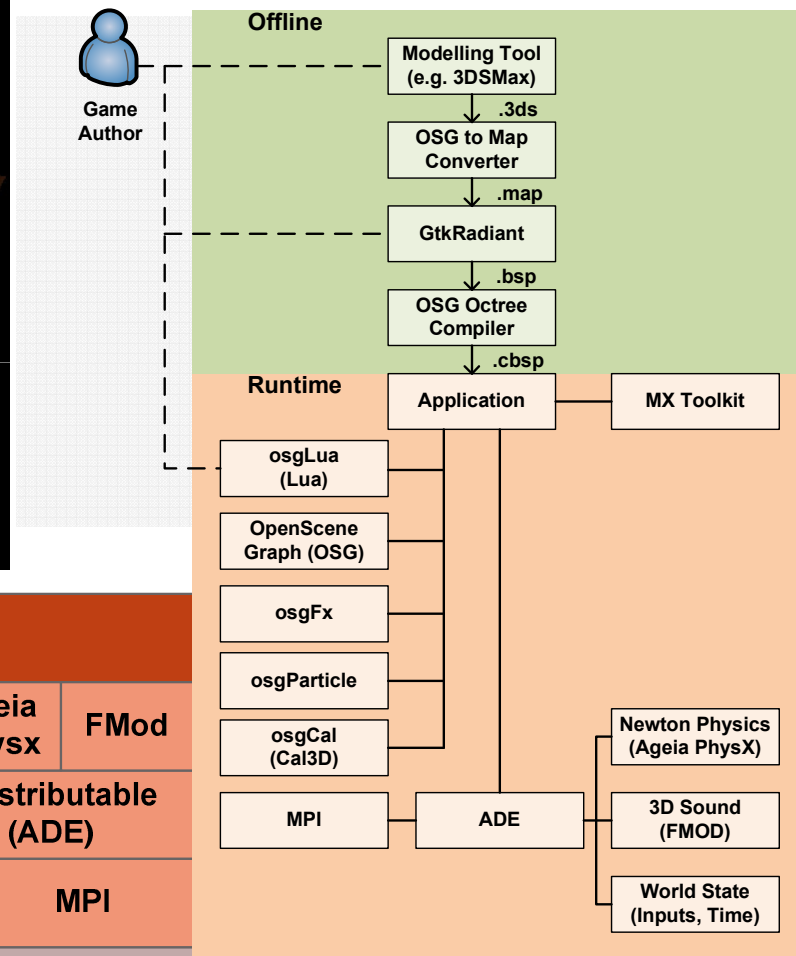 Offline
Game
Author
Modelling Tool
(e.g. 3DSMax)
.3ds
OSG to Map
Converter
.map
GtkRadiant
.bsp
OSG Octree
Compiler
.cbsp
Runtime
Application
MX Toolkit
osgLua
(Lua)
OpenScene
Graph (OSG)
osgFx
osgParticle
osgCal
(Cal3D)
MPI
ADE
Newton Physics
(Ageia PhysX)
3D Sound
(FMOD)
World State
(Inputs, Time)
FMod
(ADE)
MPI